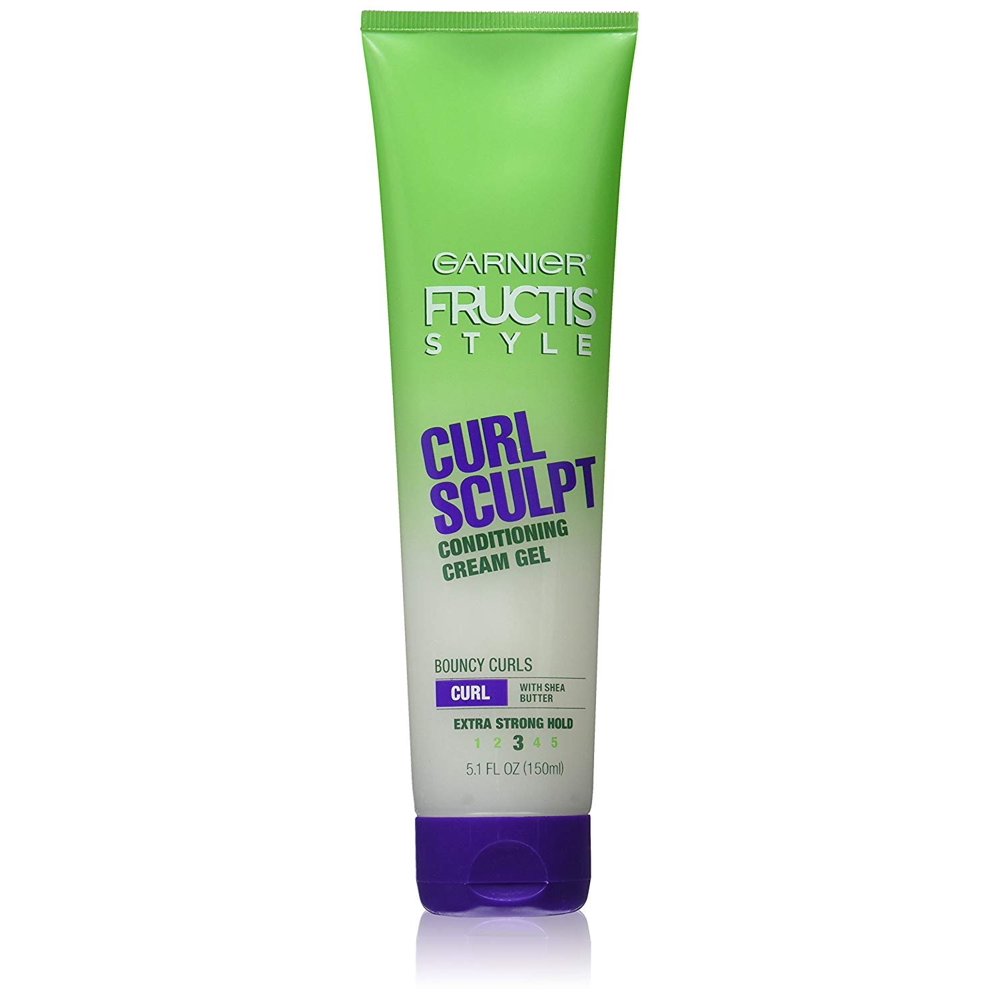 GARNIER®
FRUCTIS®
STYLE
CURL
SCULPT
CONDITIONING
CREAM GEL
BOUNCY CURLS
CURL WITH SHEA
BUTTER
EXTRA STRONG HOLD
1 2 3 4 5
5.1 FL OZ (150ml)